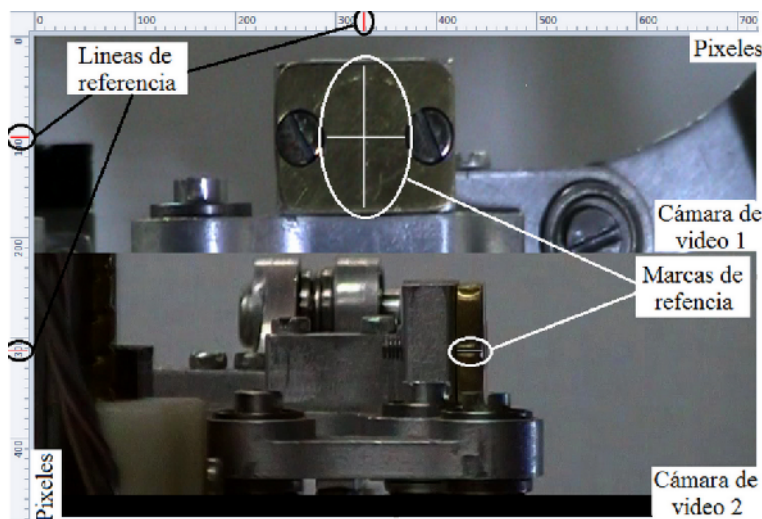 0 100 200 300 400 500 600 700
Lineas de
referencia
Pixeles
0
100
200
300
400
Cámara de
video 1
Marcas de
refencia
Pixeles
Cámara de
video 2